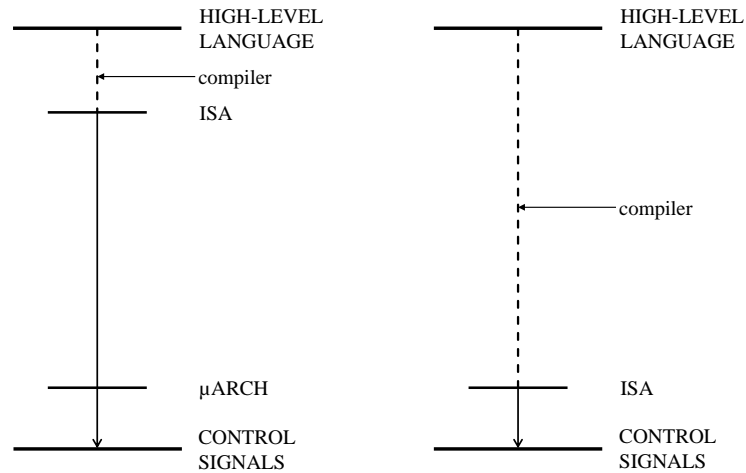 HIGH-LEVEL
LANGUAGE
compiler
ISA
µARCH
CONTROL
SIGNALS
HIGH-LEVEL
LANGUAGE
compiler
ISA
CONTROL
SIGNALS